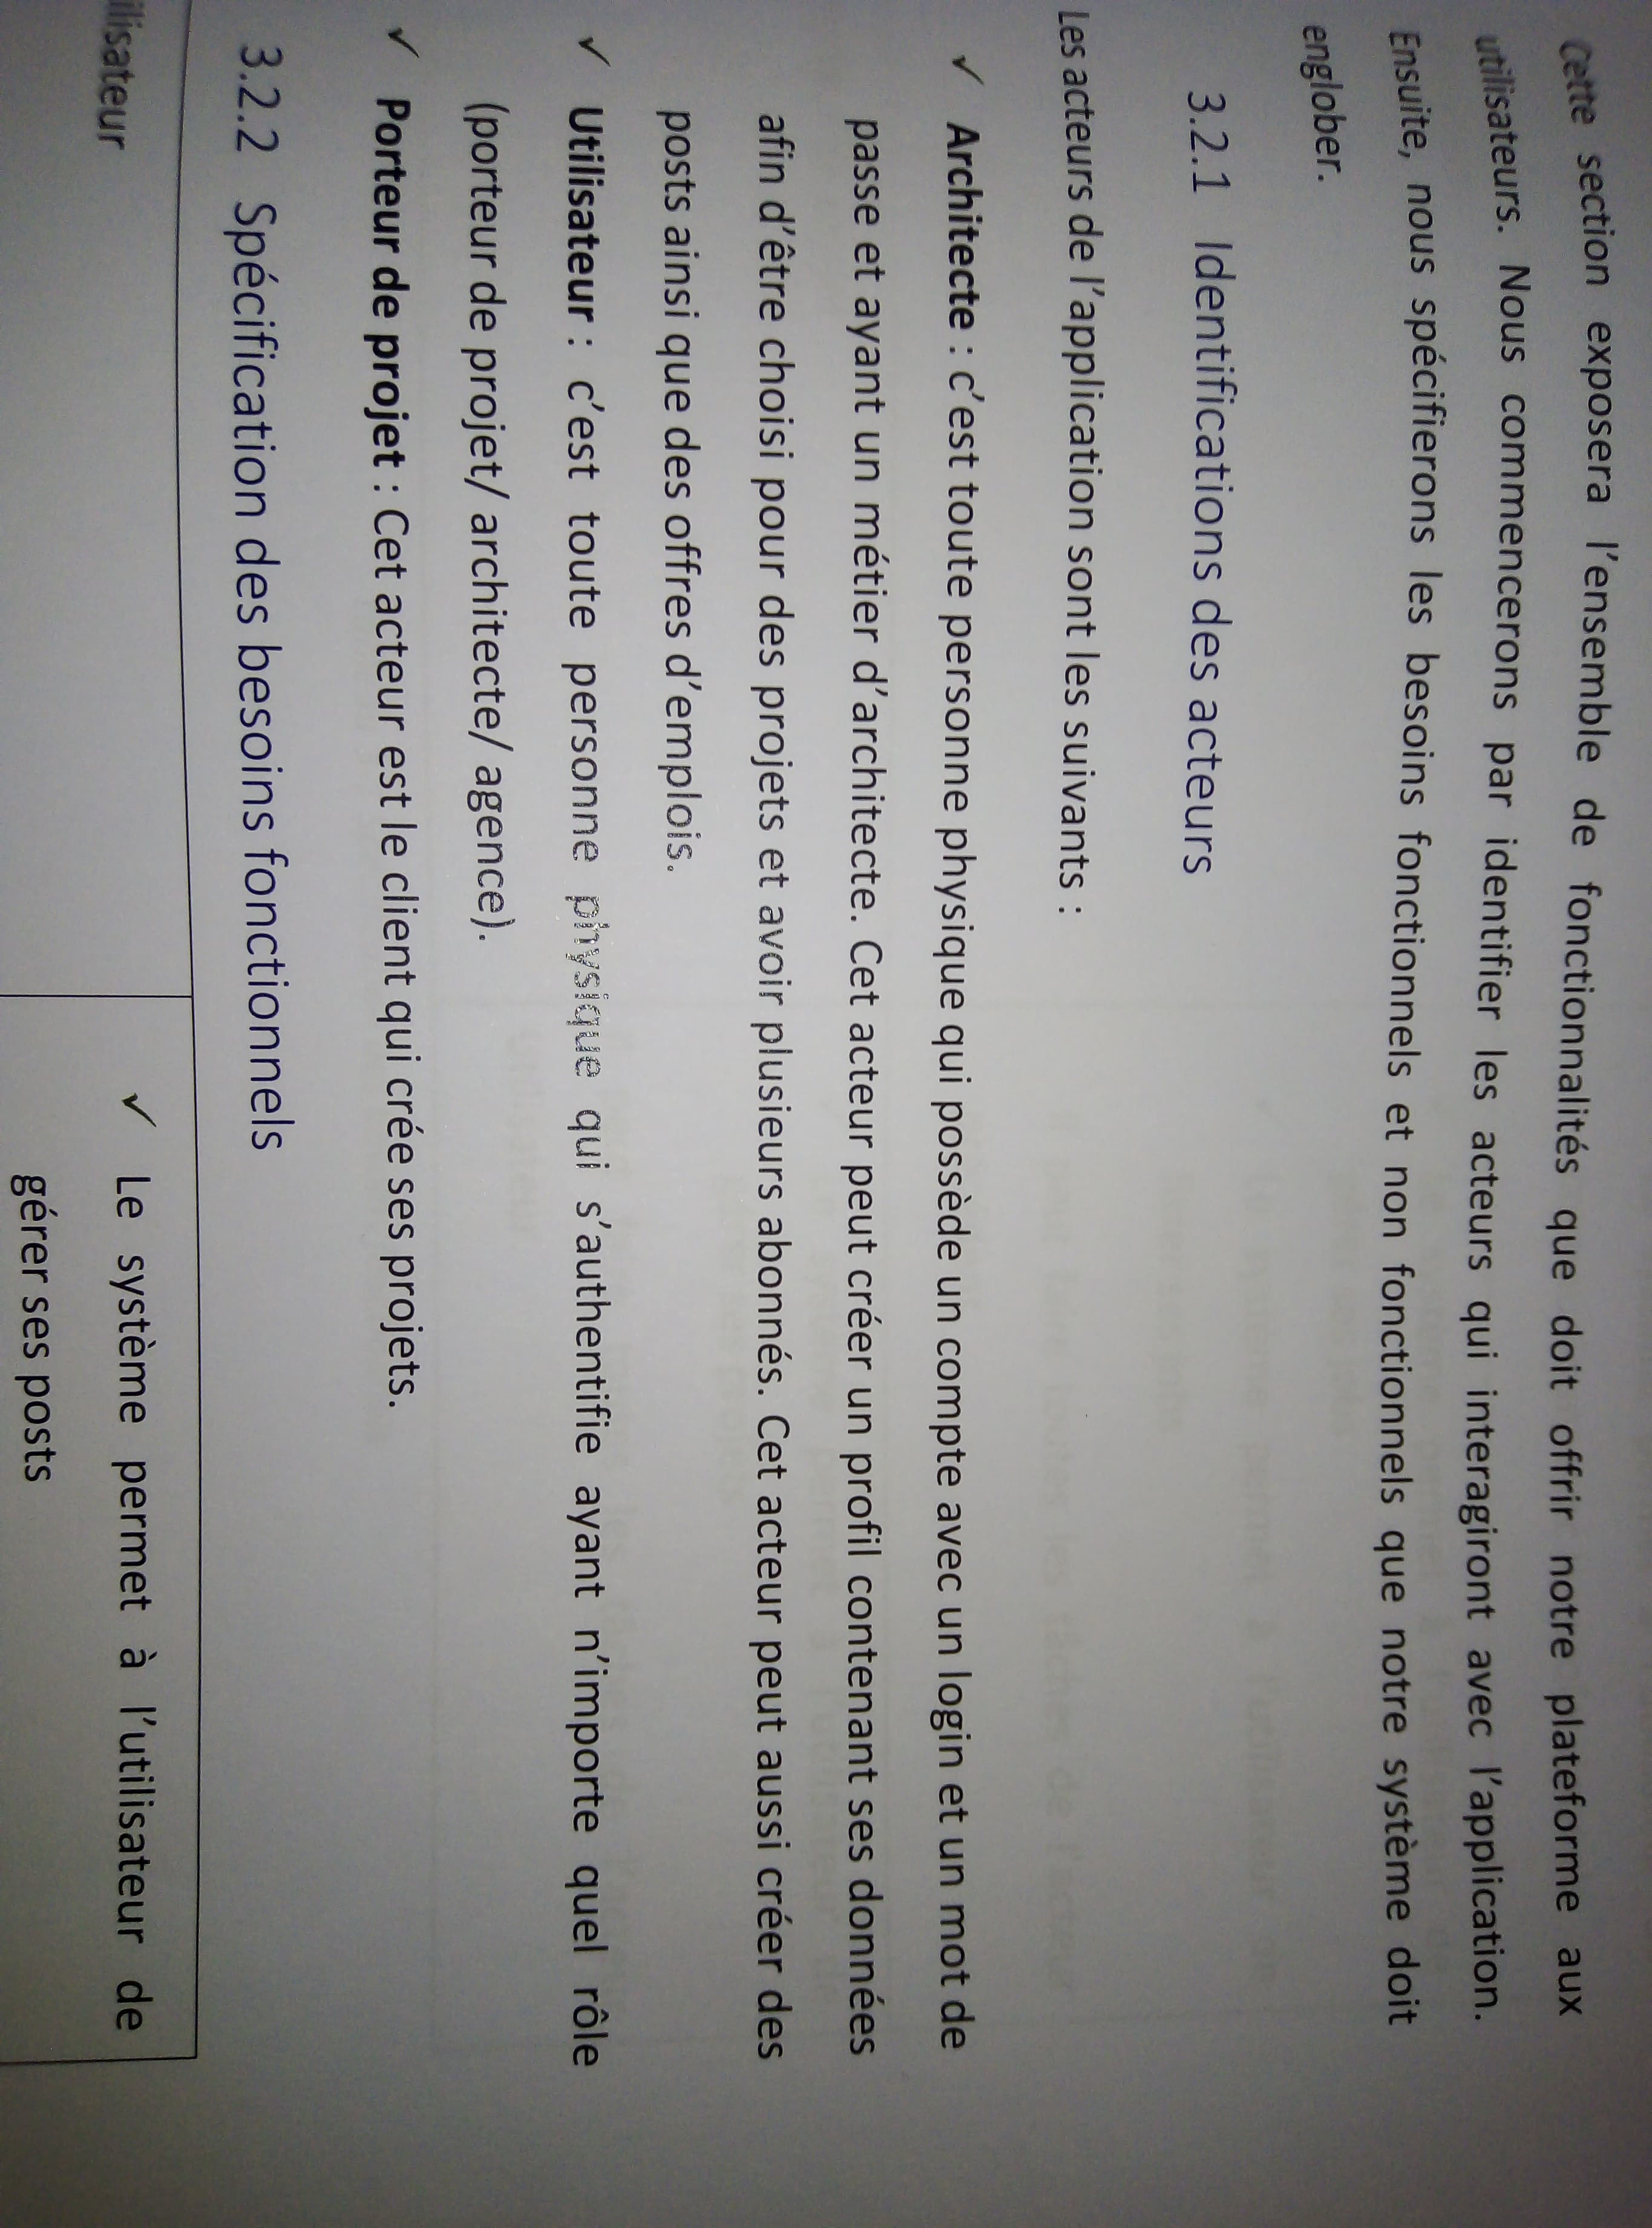 Cette section exposera l'ensemble de fonctionnalités que doit offrir notre plateforme aux
utilisateurs. Nous commencerons par identifier les acteurs qui interagiront avec l'application.
Ensuite, nous spécifierons les besoins fonctionnels et non fonctionnels que notre système doit
englober.
3.2.1 Identifications des acteurs
Les acteurs de l'application sont les suivants :
✓ Architecte : c'est toute personne physique qui possède un compte avec un login et un mot de
passe et ayant un métier d'architecte. Cet acteur peut créer un profil contenant ses données
afin d'être choisi pour des projets et avoir plusieurs abonnés. Cet acteur peut aussi créer des
posts ainsi que des offres d'emplois.
✓ Utilisateur : c'est toute personne physique qui s'authentifie ayant n'importe quel rôle
(porteur de projet/ architecte/ agence).
✓ Porteur de projet : Cet acteur est le client qui crée ses projets.
3.2.2 Spécification des besoins fonctionnels
ilisateur
✓ Le système permet à l'utilisateur de
gérer ses posts